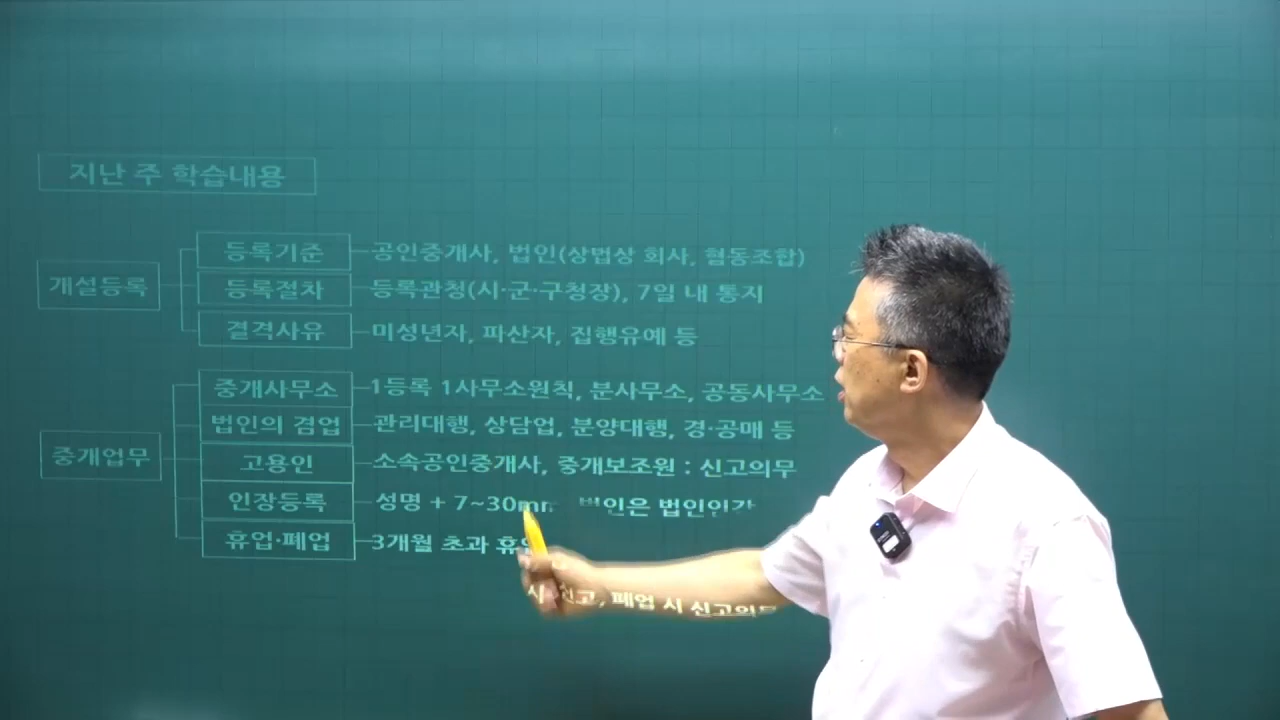 지난 주 학습내용
개설등록
등록기준 공인중개사, 법인(상법상 회사, 협동조합)
등록절차 등록관청(시·군·구청장), 7일 내 통지
결격사유 미성년자, 파산자, 집행유예 등
중개업무
중개사무소 1등록 1사무소원칙, 분사무소, 공동사무소
법인의 겸업 관리대행, 상담업, 분양대행, 경·공매 등
고용인 소속공인중개사, 중개보조원 : 신고의무
인장등록 성명 + 7~30mm 법인은 법인인감
휴업·폐업 3개월 초과 휴업
시 신고, 폐업 시 신고의무